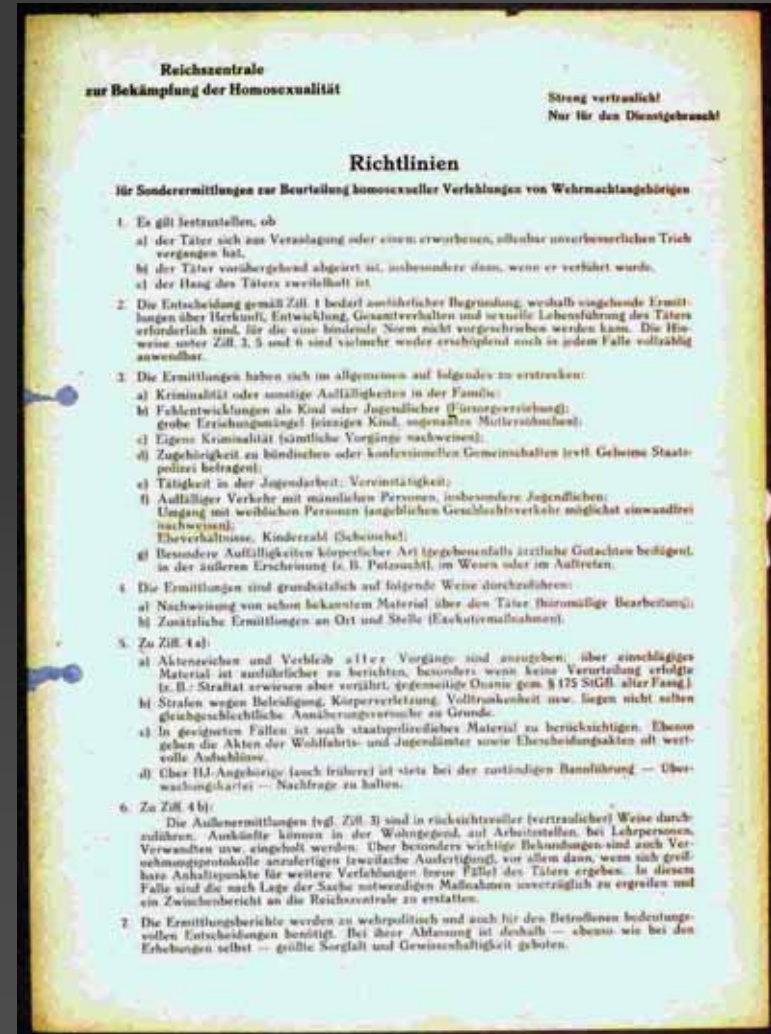 Reichszentrale
zur Bekämpfung der Homosexualität
Streng vertraulich!
Nur für den Dienstgebrauch!
Richtlinien
für Sonderermittlungen zur Beurteilung homosexueller Verfehlungen von Wehrmachtangehörigen
1. Es gilt festzustellen, ob
a) der Täter sich aus Veranlagung oder einem erworbenen, offenbar unverbesserlichen Trieb
vergangen hat,
b) der Täter vorübergehend abgeirrt ist, insbesondere dann, wenn er verführt wurde,
c) der Hang des Täters zweifelhaft ist.
2. Die Entscheidung gemäß Ziff. 1 bedarf ausführlicher Begründung, weshalb eingehende Ermitt-
lungen über Herkunft, Entwicklung, Gesamtverhalten und sexuelle Lebensführung des Täters
erforderlich sind, für die eine bindende Norm nicht vorgeschrieben werden kann. Die Hin-
weise unter Ziff. 3, 5 und 6 sind vielmehr weder erschöpfend noch in jedem Falle vollzählig
anwendbar.
3. Die Ermittlungen haben sich im allgemeinen auf folgendes zu erstrecken:
a) Kriminalität oder sonstige Auffälligkeiten in der Familie;
b) Fehlentwicklungen als Kind oder Jugendlicher (Fürsorgeerziehung);
grobe Erziehungsmängel (einziges Kind, sogenanntes Muttersöhnchen);
c) Eigene Kriminalität (sämtliche Vorgänge nachweisen);
d) Zugehörigkeit zu bündischen oder konfessionellen Gemeinschaften (evtl. Geheime Staats-
polizei befragen);
e) Tätigkeit in der Jugendarbeit; Vereinstätigkeit;
f) Auffälliger Verkehr mit männlichen Personen, insbesondere Jugendlichen;
Umgang mit weiblichen Personen (angeblichen Geschlechtsverkehr möglichst einwandfrei
nachweisen);
Eheverhältnisse, Kinderzahl (Scheinehe);
g) Besondere Auffälligkeiten körperlicher Art (gegebenenfalls ärztliche Gutachten beifügen),
in der äußeren Erscheinung (z. B. Putzsucht), im Wesen oder im Auftreten.
4. Die Ermittlungen sind grundsätzlich auf folgende Weise durchzuführen:
a) Nachweisung von schon bekanntem Material über den Täter (büromäßige Bearbeitung);
b) Zusätzliche Ermittlungen an Ort und Stelle (Exekutivmaßnahmen).
5. Zu Ziff. 4 a):
a) Aktenzeichen und Verbleib aller Vorgänge sind anzugeben; über einschlägiges
Material ist ausführlicher zu berichten, besonders wenn keine Verurteilung erfolgte
(z. B.: Straftat erwiesen aber verjährt, gegenseitige Onanie gem. § 175 StGB. alter Fassg.).
b) Strafen wegen Beleidigung, Körperverletzung, Volltrunkenheit usw. liegen nicht selten
gleichgeschlechtliche Annäherungsversuche zu Grunde.
c) In geeigneten Fällen ist auch staatspolizeiliches Material zu berücksichtigen. Ebenso
geben die Akten der Wohlfahrts- und Jugendämter sowie Ehescheidungsakten oft wert-
volle Aufschlüsse.
d) Über HJ-Angehörige (auch frühere) ist stets bei der zuständigen Bannführung — Über-
wachungskartei — Nachfrage zu halten.
6. Zu Ziff. 4 b):
Die Außenermittlungen (vgl. Ziff. 3) sind in rücksichtsvoller (vertraulicher) Weise durch-
zuführen. Auskünfte können in der Wohngegend, auf Arbeitsstellen, bei Lehrpersonen,
Verwandten usw. eingeholt werden. Über besonders wichtige Bekundungen sind auch Ver-
nehmungsprotokolle anzufertigen (zweifache Ausfertigung), vor allem dann, wenn sich greif-
bare Anhaltspunkte für weitere Verfehlungen (neue Fälle) des Täters ergeben. In diesem
Falle sind die nach Lage der Sache notwendigen Maßnahmen unverzüglich zu ergreifen und
ein Zwischenbericht an die Reichszentrale zu erstatten.
7. Die Ermittlungsberichte werden zu wehrpolitisch und auch für den Betroffenen bedeutungs-
vollen Entscheidungen benötigt. Bei ihrer Abfassung ist deshalb — ebenso wie bei den
Erhebungen selbst — größte Sorgfalt und Gewissenhaftigkeit geboten.